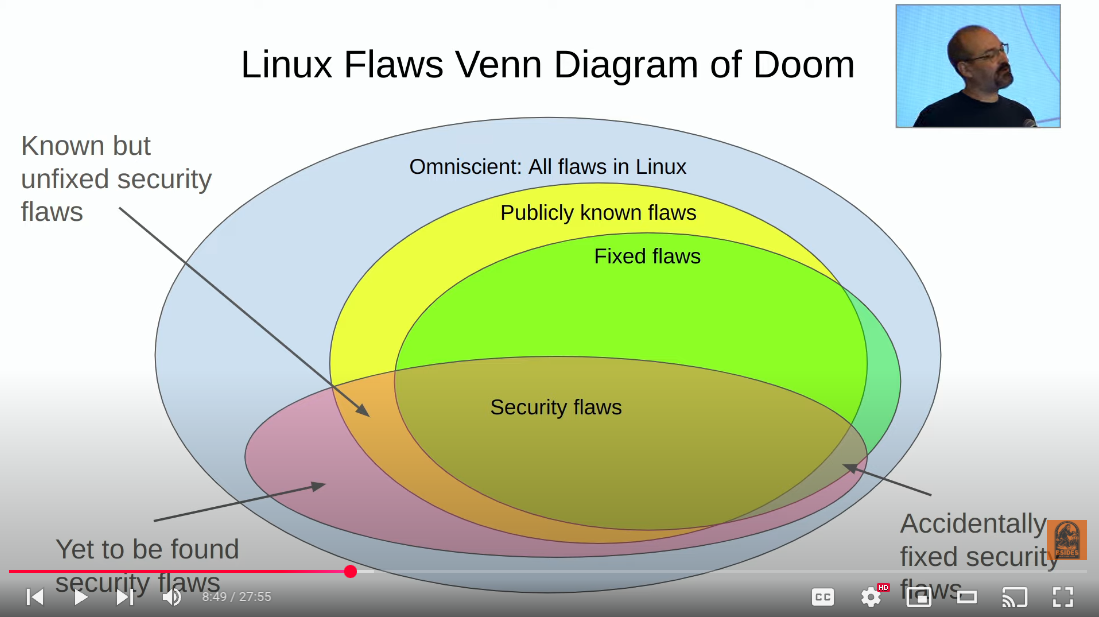 Linux Flaws Venn Diagram of Doom
Known but
unfixed security
flaws
Omniscient: All flaws in Linux
Publicly known flaws
Fixed flaws
Security flaws
Yet to be found
security flaws
Accidentally
fixed security
flaws
BSIDES
8:49 / 27:55
CC
HD